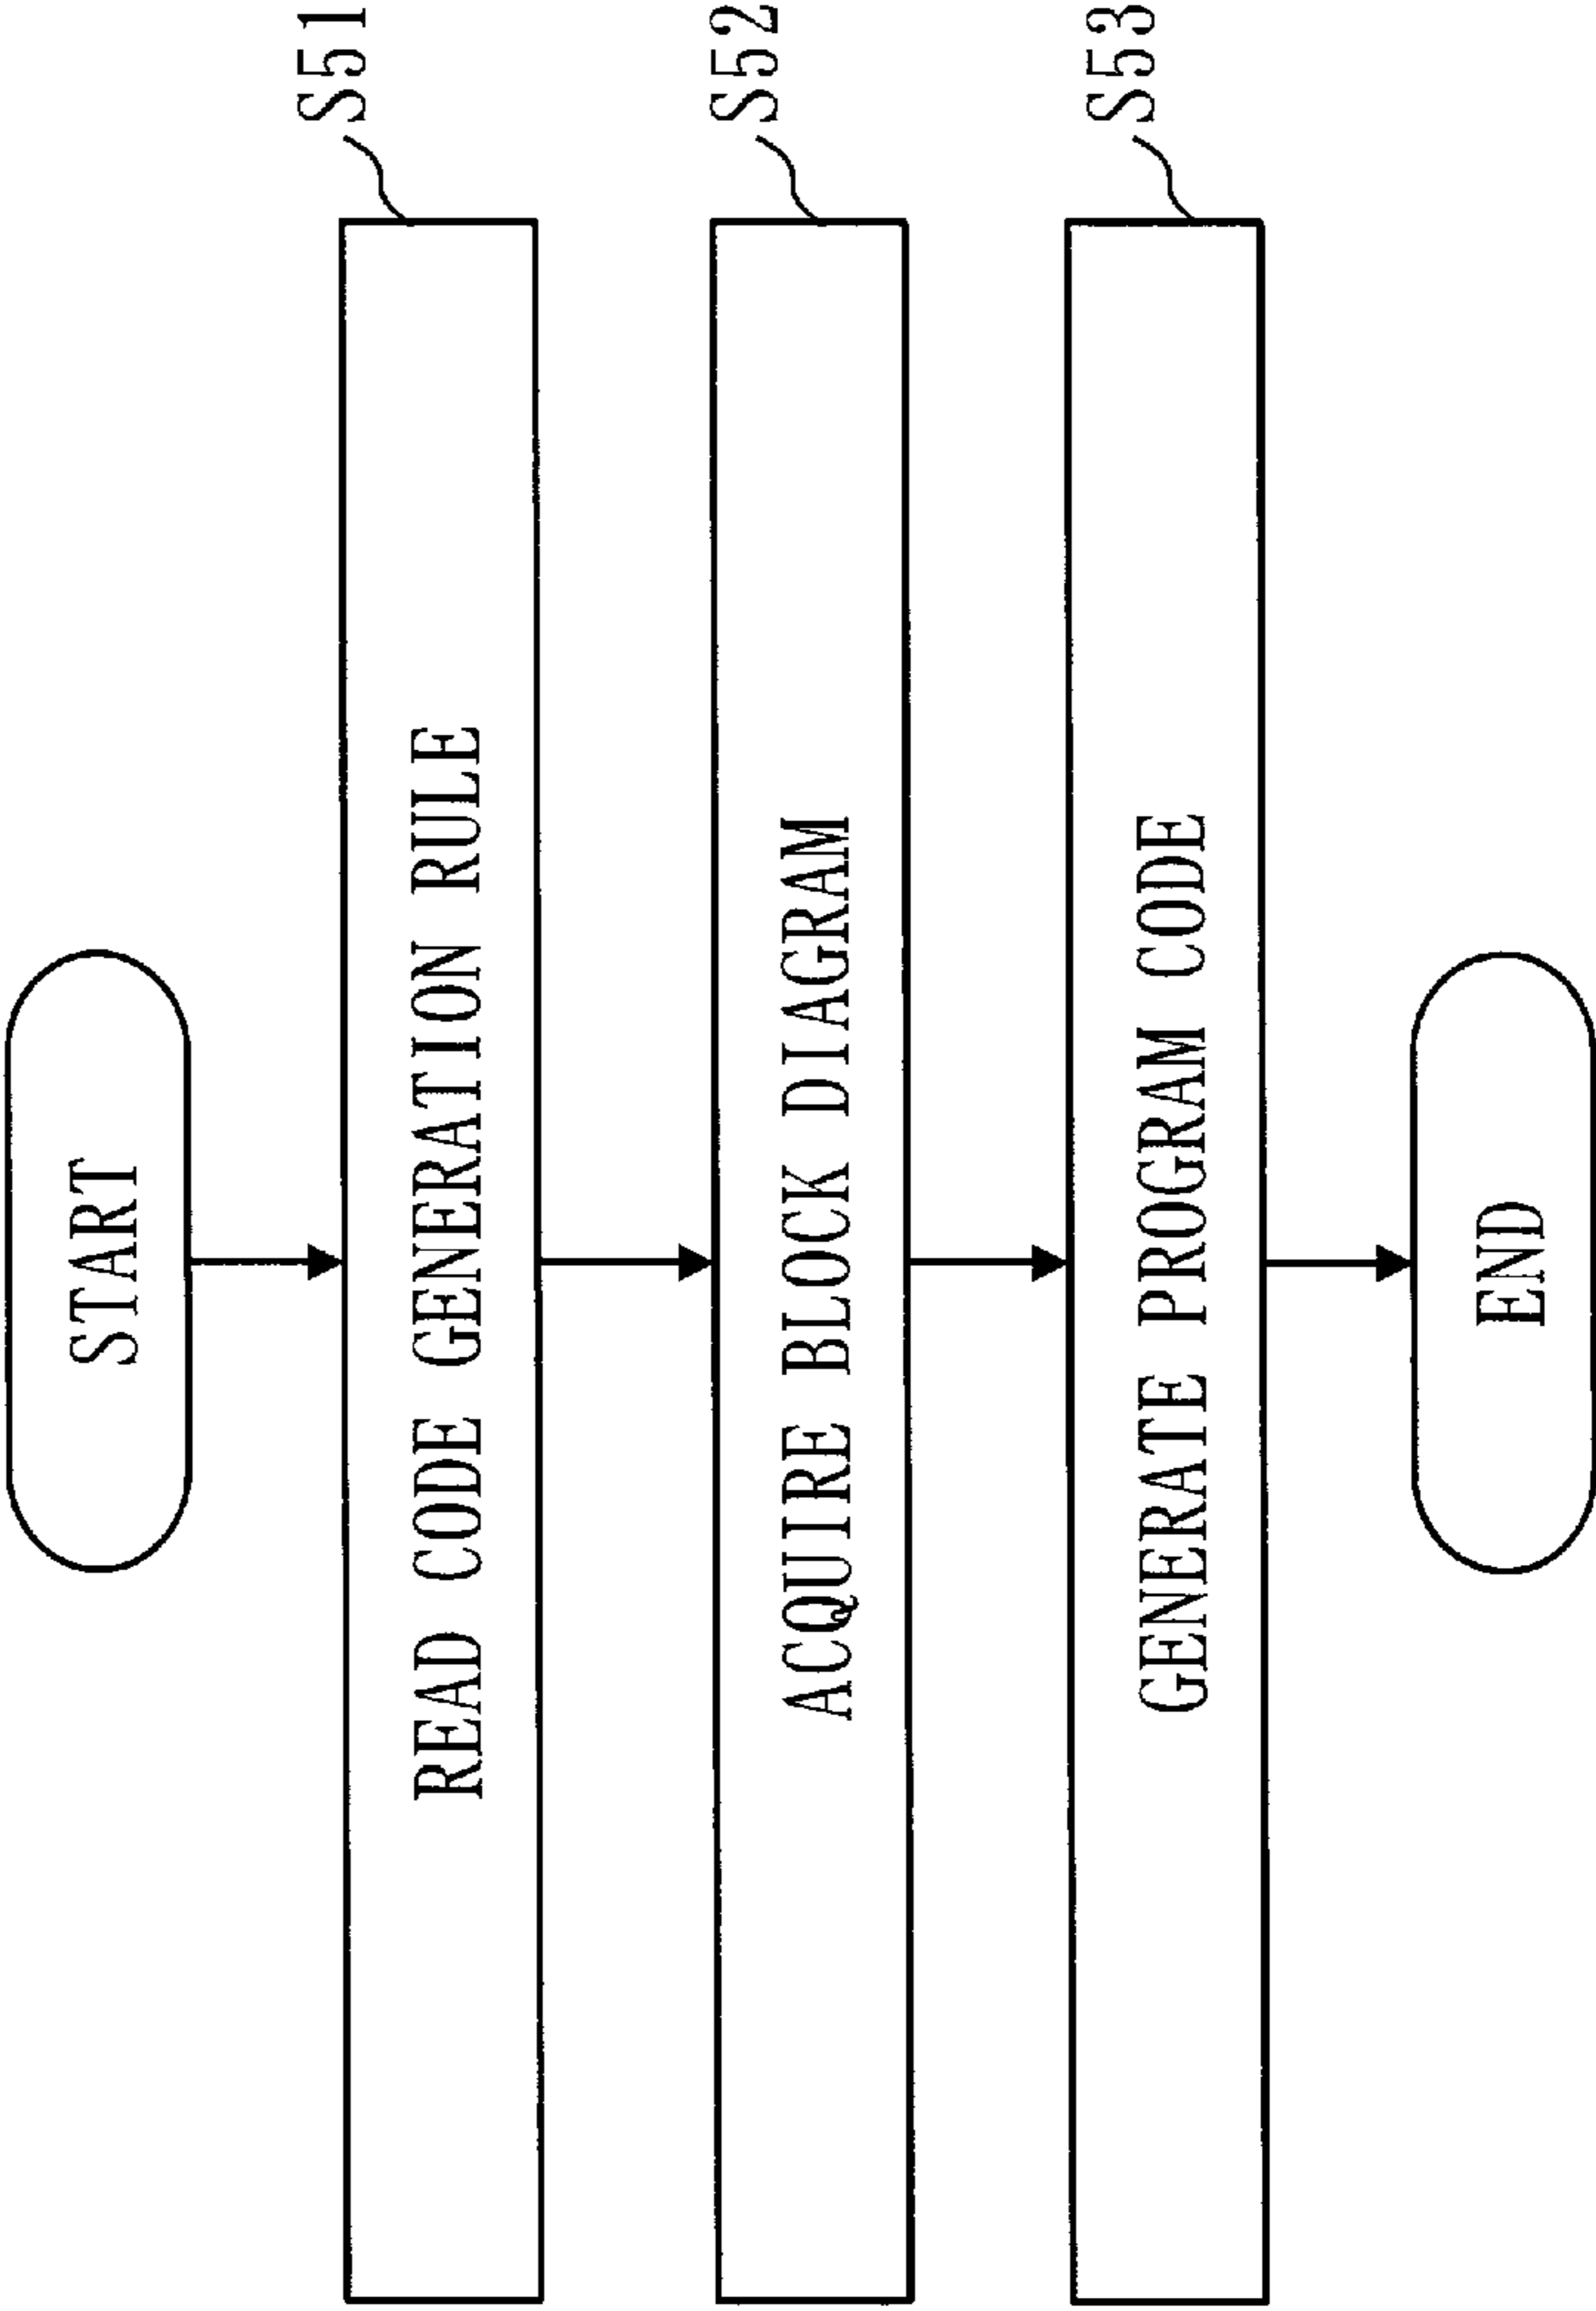 START
READ CODE GENERATION RULE
S51
ACQUIRE BLOCK DIAGRAM
S52
GENERATE PROGRAM CODE
S53
END